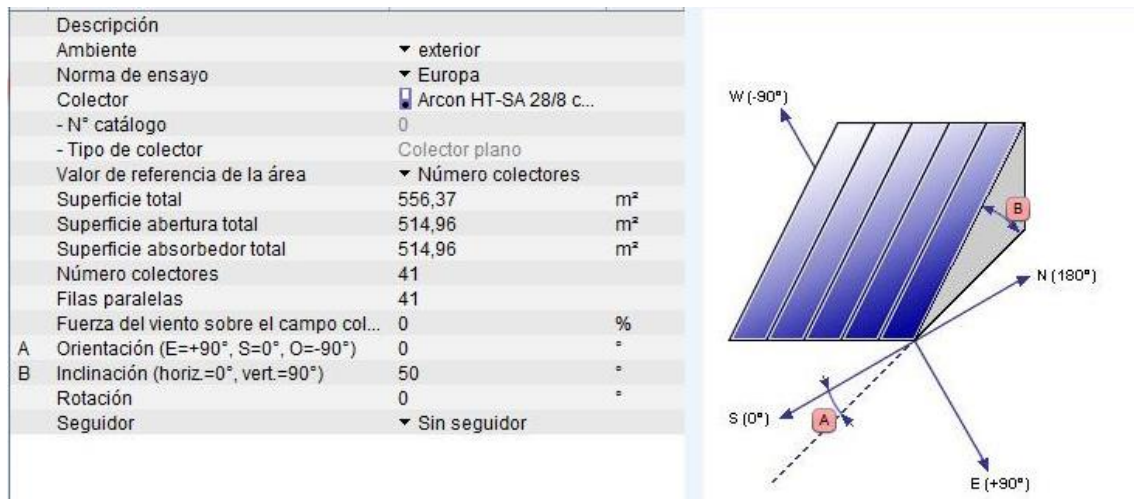 Descripción
Ambiente ▾ exterior
Norma de ensayo ▾ Europa
Colector Arcon HT-SA 28/8 c...
- N° catálogo 0
- Tipo de colector Colector plano
Valor de referencia de la área ▾ Número colectores
Superficie total 556,37 m²
Superficie abertura total 514,96 m²
Superficie absorbedor total 514,96 m²
Número colectores 41
Filas paralelas 41
Fuerza del viento sobre el campo col... 0 %
A Orientación (E=+90°, S=0°, O=-90°) 0 °
B Inclinación (horiz.=0°, vert.=90°) 50 °
Rotación 0 °
Seguidor ▾ Sin seguidor
W (-90°)
B
N (180°)
S (0°)
A
E (+90°)